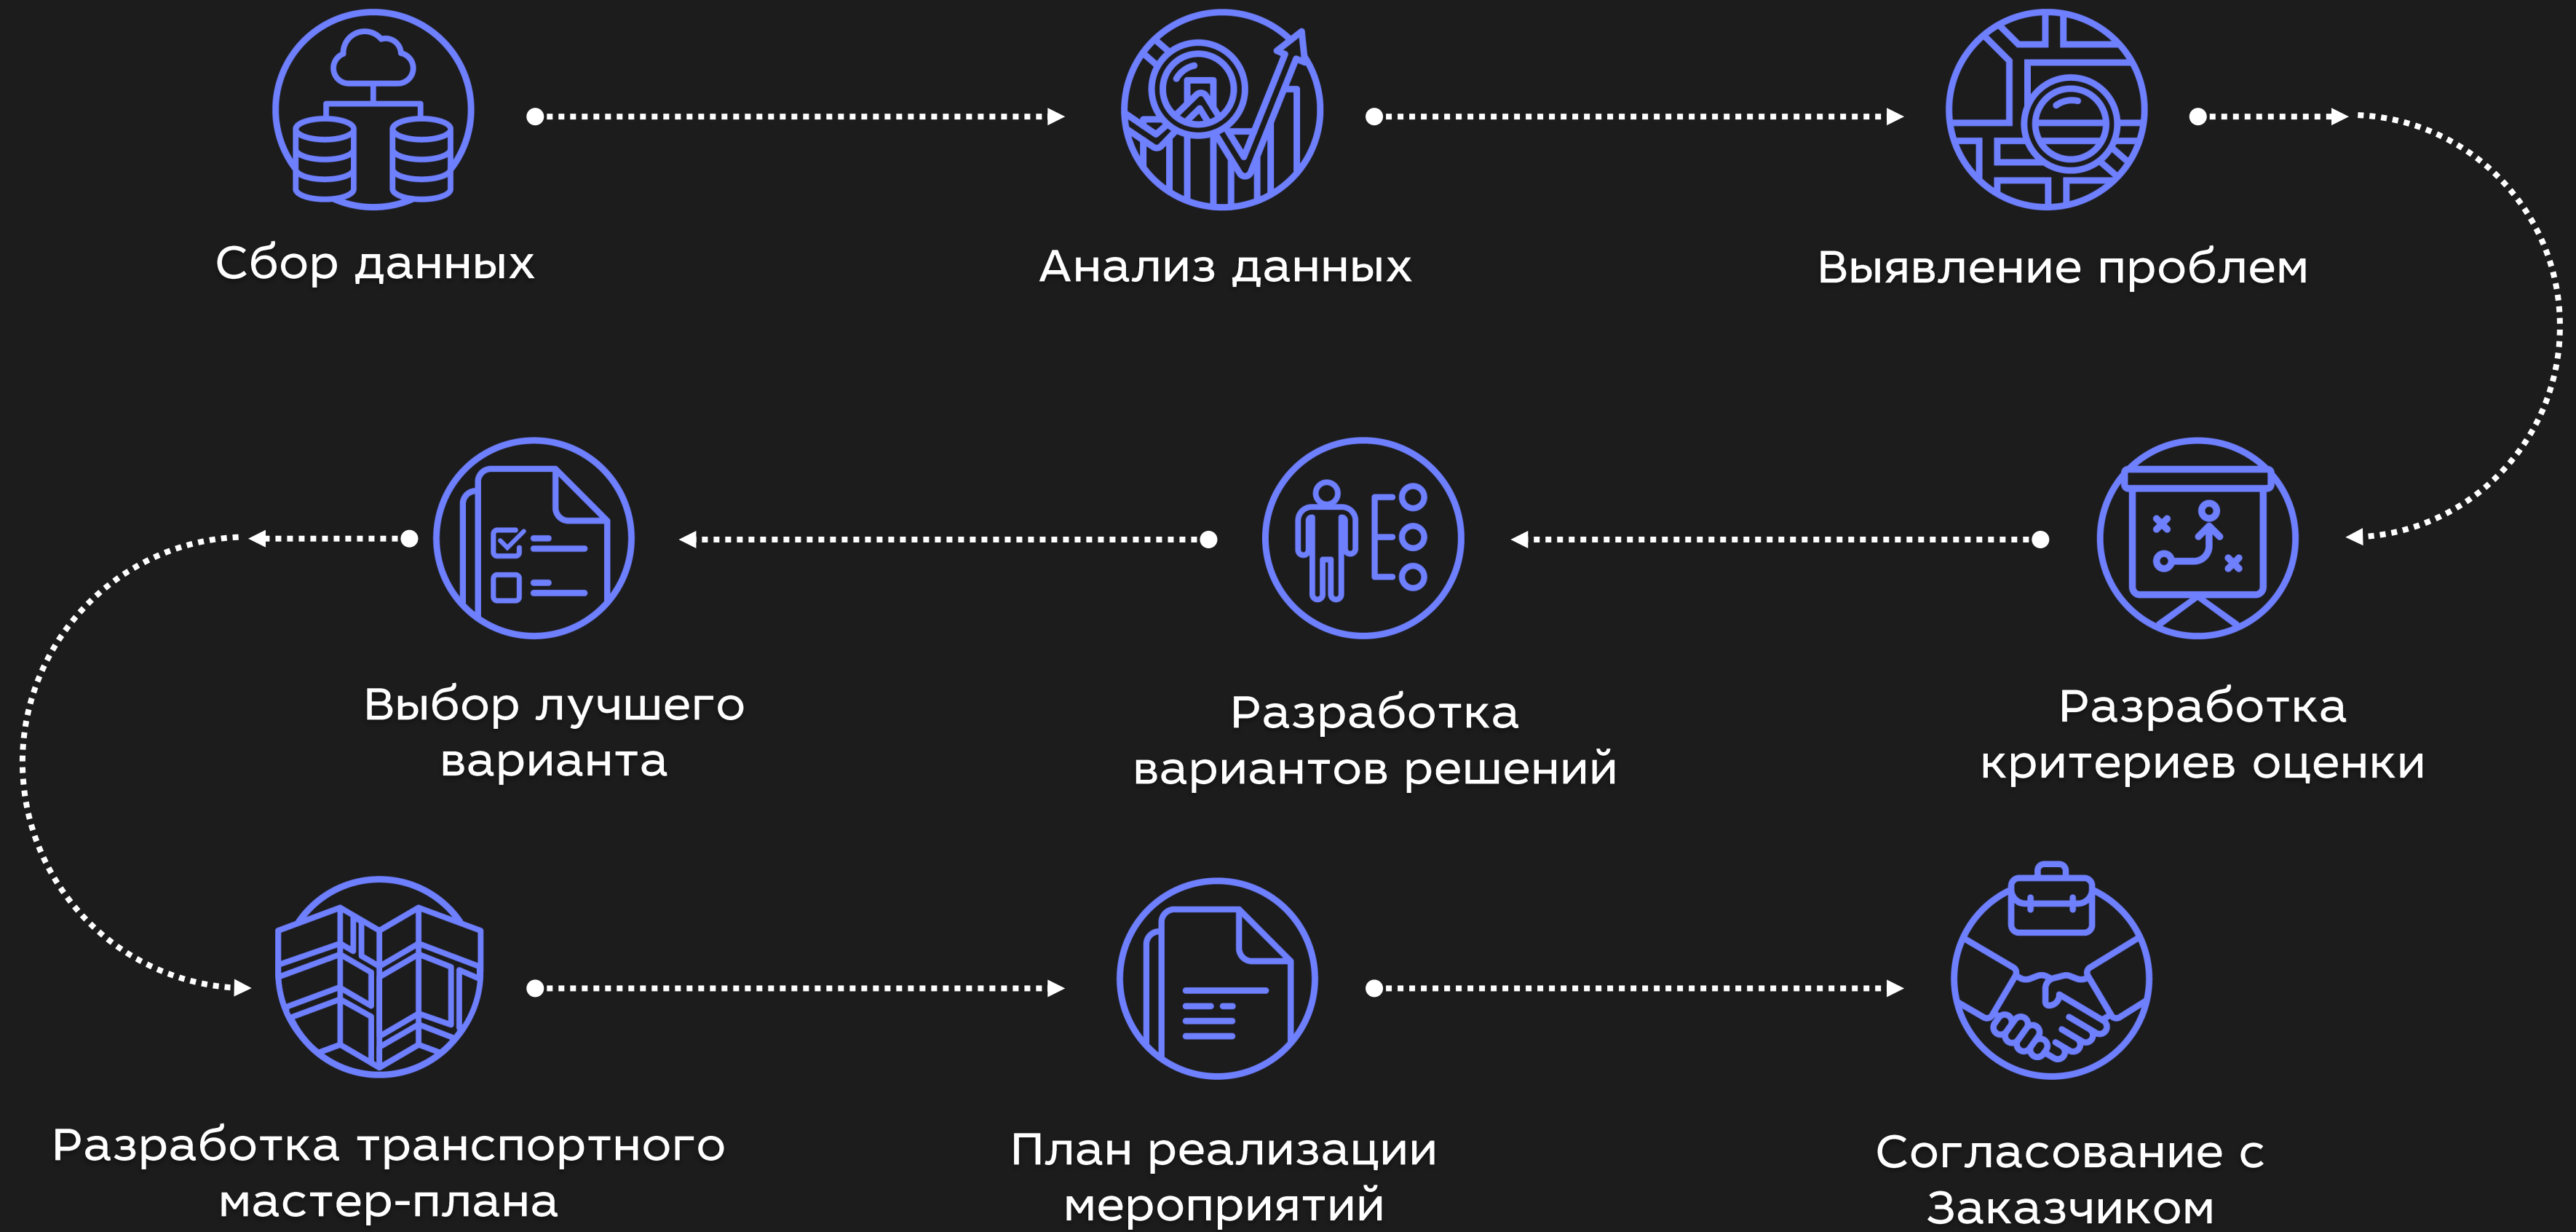 Сбор данных
Анализ данных
Выявление проблем
Разработка
критериев оценки
Разработка
вариантов решений
Выбор лучшего
варианта
Разработка транспортного
мастер-плана
План реализации
мероприятий
Согласование с
Заказчиком